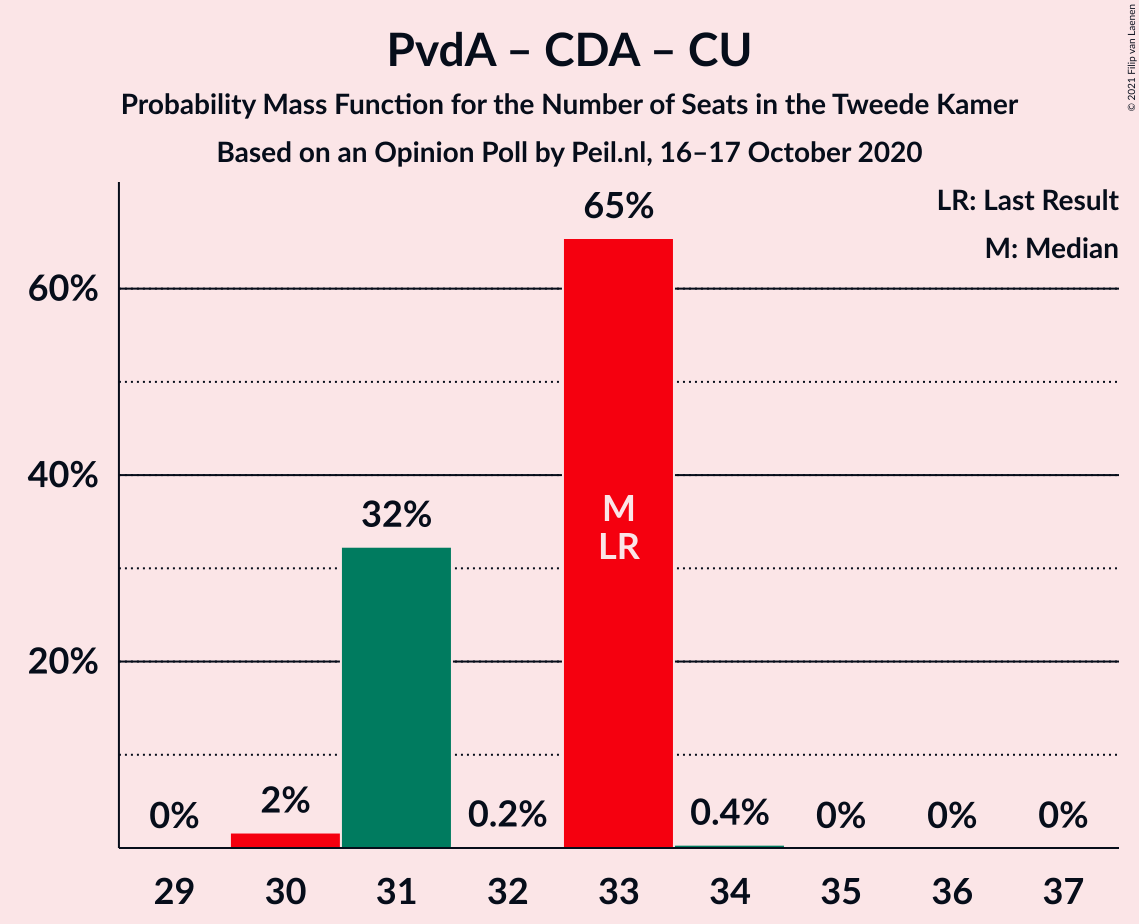 PvdA – CDA – CU
Probability Mass Function for the Number of Seats in the Tweede Kamer
Based on an Opinion Poll by Peil.nl, 16–17 October 2020
© 2021 Filip van Laenen
LR: Last Result
M: Median
60%
40%
20%
0%
2%
32%
0.2%
65%
M
LR
0.4%
0%
0%
0%
29 30 31 32 33 34 35 36 37